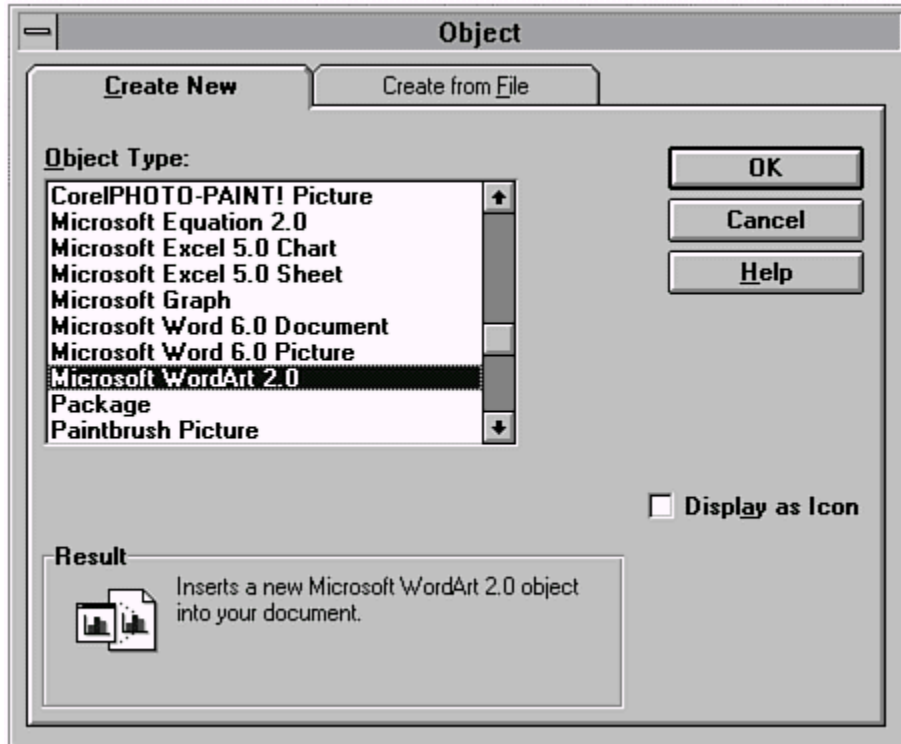 Object
Create New
Create from File
Object Type:
CorelPHOTO-PAINT! Picture
Microsoft Equation 2.0
Microsoft Excel 5.0 Chart
Microsoft Excel 5.0 Sheet
Microsoft Graph
Microsoft Word 6.0 Document
Microsoft Word 6.0 Picture
Microsoft WordArt 2.0
Package
Paintbrush Picture
OK
Cancel
Help
Display as Icon
Result
Inserts a new Microsoft WordArt 2.0 object
into your document.